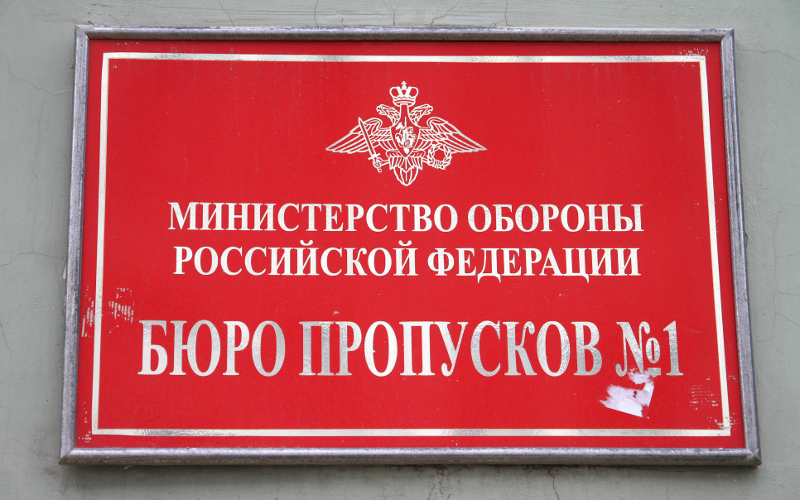 МИНИСТЕРСТВО ОБОРОНЫ
РОССИЙСКОЙ ФЕДЕРАЦИИ
БЮРО ПРОПУСКОВ №1